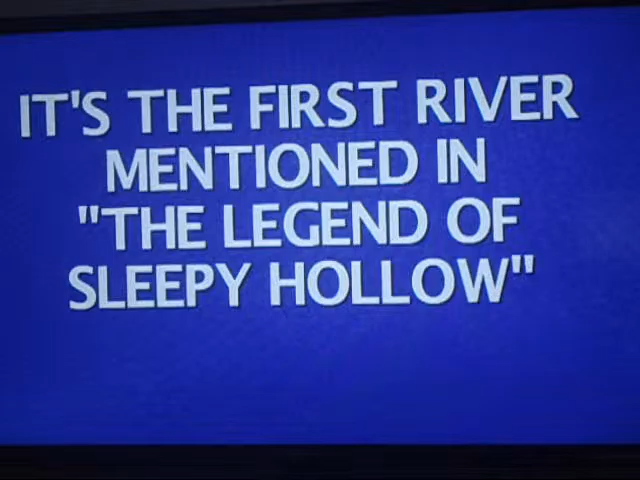 IT'S THE FIRST RIVER
MENTIONED IN
"THE LEGEND OF
SLEEPY HOLLOW"